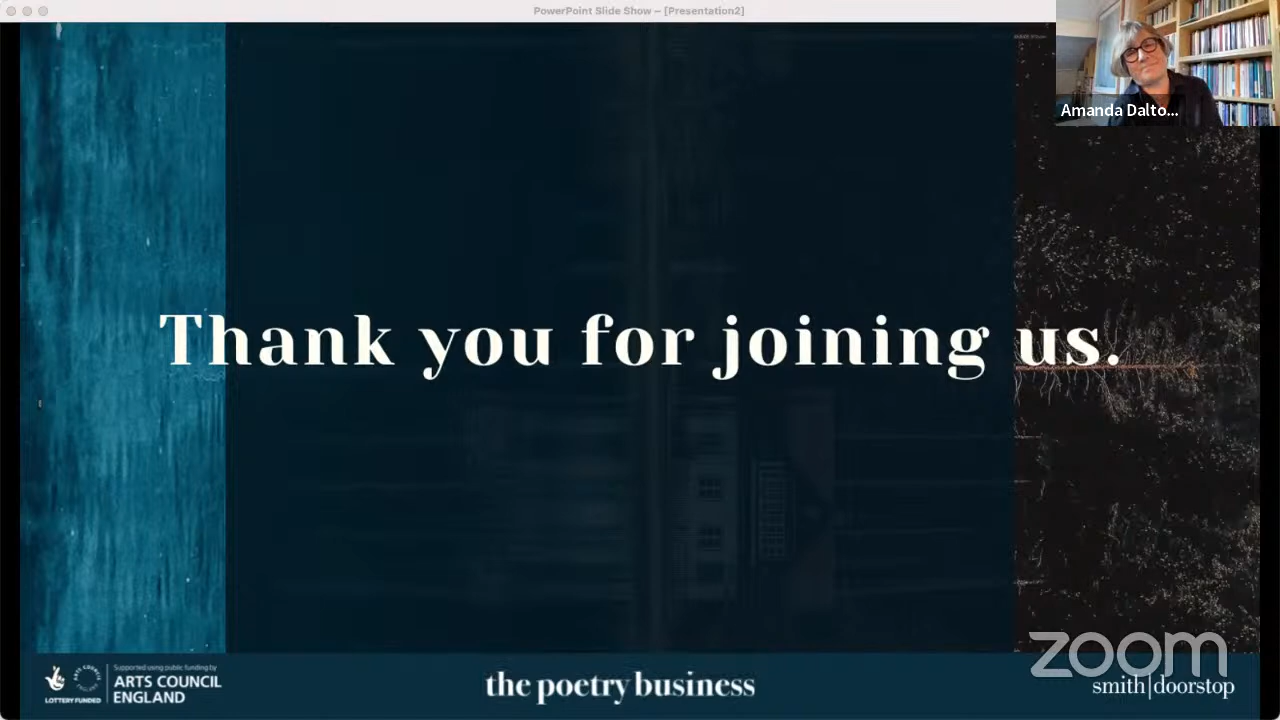 PowerPoint Slide Show – [Presentation2]
Amanda Dalto...
Thank you for joining us.
LOTTERY FUNDED
Supported using public funding by
ARTS COUNCIL
ENGLAND
the poetry business
zoom
smith|doorstop